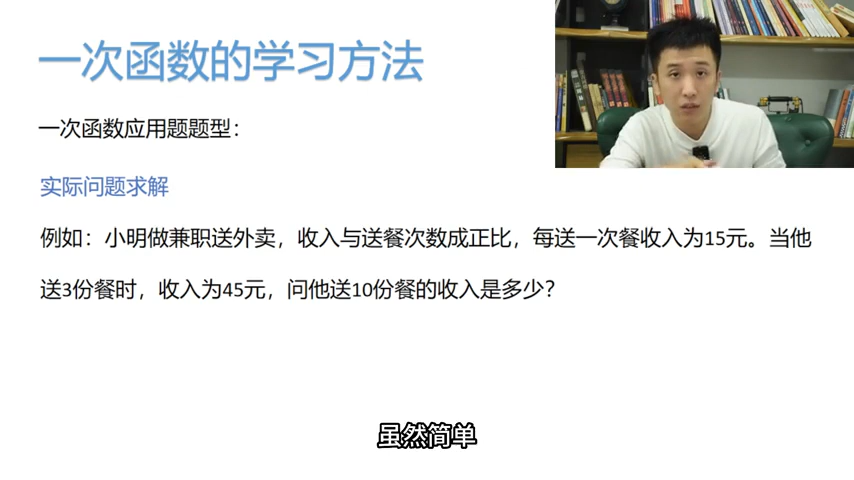 一次函数的学习方法
一次函数应用题题型：
实际问题求解
例如：小明做兼职送外卖，收入与送餐次数成正比，每送一次餐收入为15元。当他
送3份餐时，收入为45元，问他送10份餐的收入是多少？
虽然简单